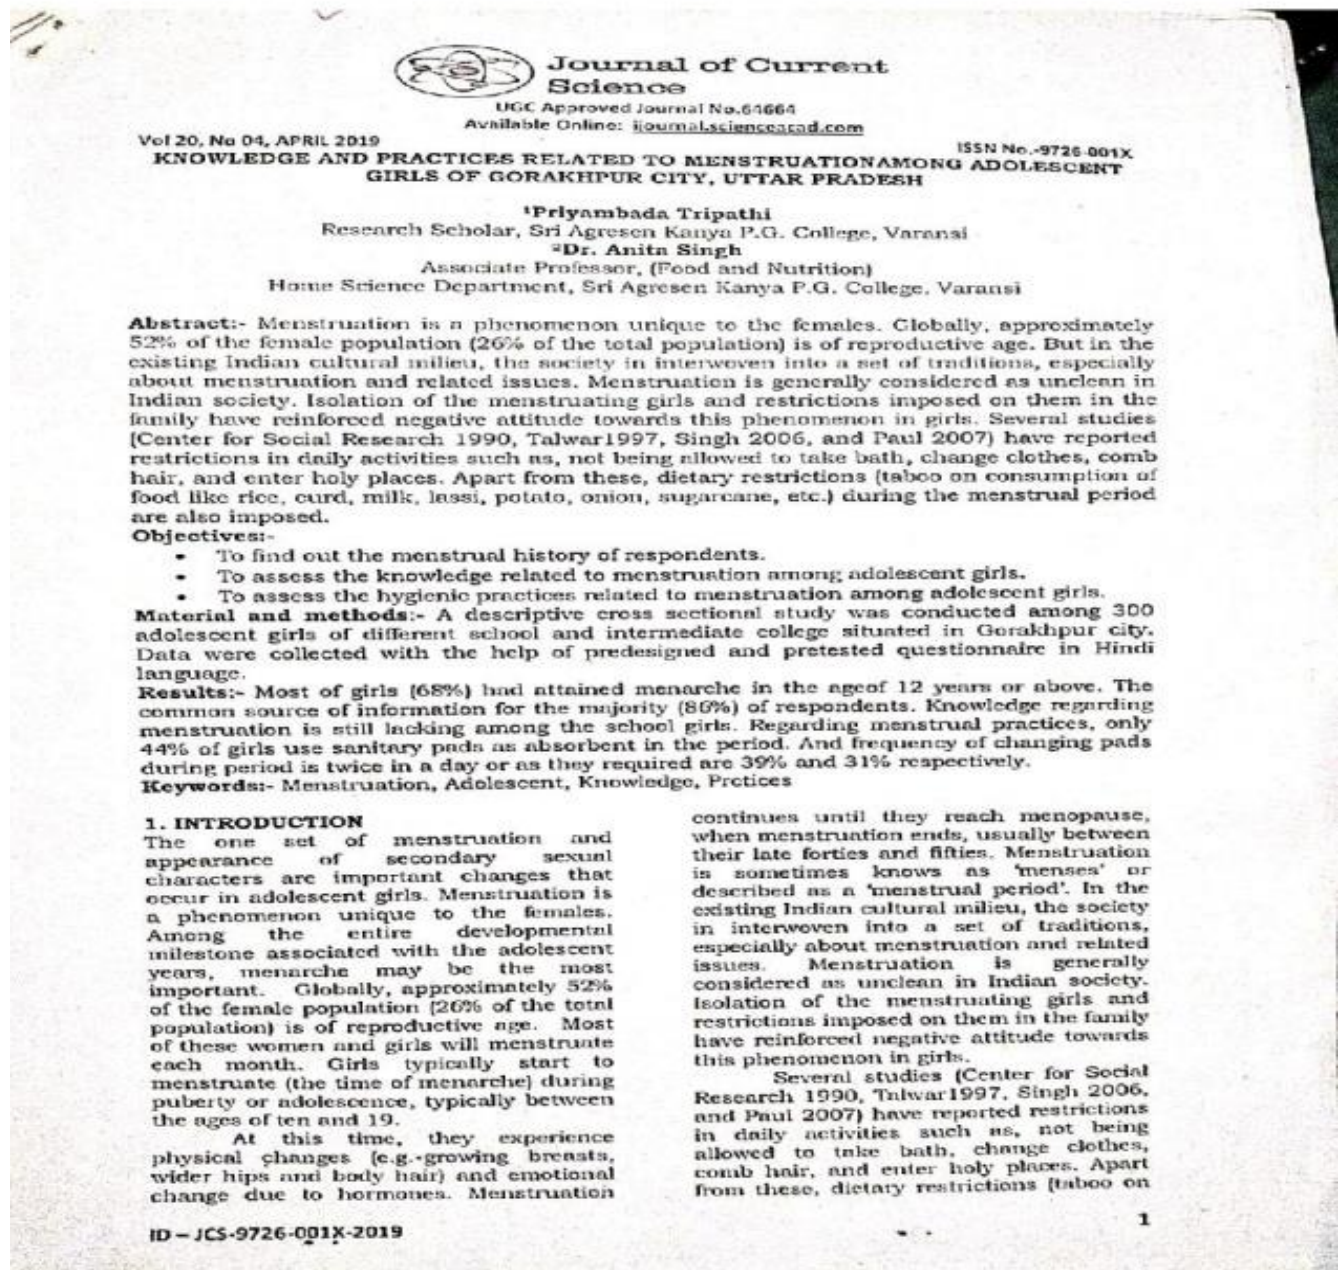 Journal of Current
Science
UGC Approved Journal No.64664
Available Online: ijournal.scienceacad.com
Vol 20, No 04, APRIL 2019
ISSN No.-9726-001X
KNOWLEDGE AND PRACTICES RELATED TO MENSTRUATIONAMONG ADOLESCENT
GIRLS OF GORAKHPUR CITY, UTTAR PRADESH
¹Priyambada Tripathi
Research Scholar, Sri Agresen Kanya P.G. College, Varansi
²Dr. Anita Singh
Associate Professor, (Food and Nutrition)
Home Science Department, Sri Agresen Kanya P.G. College, Varansi
Abstract:- Menstruation is a phenomenon unique to the females. Globally, approximately
52% of the female population (26% of the total population) is of reproductive age. But in the
existing Indian cultural milieu, the society in interwoven into a set of traditions, especially
about menstruation and related issues. Menstruation is generally considered as unclean in
Indian society. Isolation of the menstruating girls and restrictions imposed on them in the
family have reinforced negative attitude towards this phenomenon in girls. Several studies
(Center for Social Research 1990, Talwar1997, Singh 2006, and Paul 2007) have reported
restrictions in daily activities such as, not being allowed to take bath, change clothes, comb
hair, and enter holy places. Apart from these, dietary restrictions (taboo on consumption of
food like rice, curd, milk, lassi, potato, onion, sugarcane, etc.) during the menstrual period
are also imposed.
Objectives:-
• To find out the menstrual history of respondents.
• To assess the knowledge related to menstruation among adolescent girls.
• To assess the hygienic practices related to menstruation among adolescent girls.
Material and methods:- A descriptive cross sectional study was conducted among 300
adolescent girls of different school and intermediate college situated in Gorakhpur city.
Data were collected with the help of predesigned and pretested questionnaire in Hindi
language.
Results:- Most of girls (68%) had attained menarche in the ageof 12 years or above. The
common source of information for the majority (86%) of respondents. Knowledge regarding
menstruation is still lacking among the school girls. Regarding menstrual practices, only
44% of girls use sanitary pads as absorbent in the period. And frequency of changing pads
during period is twice in a day or as they required are 39% and 31% respectively.
Keywords:- Menstruation, Adolescent, Knowledge, Prctices
1. INTRODUCTION
The one set of menstruation and
appearance of secondary sexual
characters are important changes that
occur in adolescent girls. Menstruation is
a phenomenon unique to the females.
Among the entire developmental
milestone associated with the adolescent
years, menarche may be the most
important. Globally, approximately 52%
of the female population (26% of the total
population) is of reproductive age. Most
of these women and girls will menstruate
each month. Girls typically start to
menstruate (the time of menarche) during
puberty or adolescence, typically between
the ages of ten and 19.
At this time, they experience
physical changes (e.g.-growing breasts,
wider hips and body hair) and emotional
change due to hormones. Menstruation
continues until they reach menopause,
when menstruation ends, usually between
their late forties and fifties. Menstruation
is sometimes knows as 'menses' or
described as a 'menstrual period'. In the
existing Indian cultural milieu, the society
in interwoven into a set of traditions,
especially about menstruation and related
issues. Menstruation is generally
considered as unclean in Indian society.
Isolation of the menstruating girls and
restrictions imposed on them in the family
have reinforced negative attitude towards
this phenomenon in girls.
Several studies (Center for Social
Research 1990, Talwar1997, Singh 2006,
and Paul 2007) have reported restrictions
in daily activities such as, not being
allowed to take bath, change clothes,
comb hair, and enter holy places. Apart
from these, dietary restrictions (taboo on
ID – JCS-9726-001X-2019
1